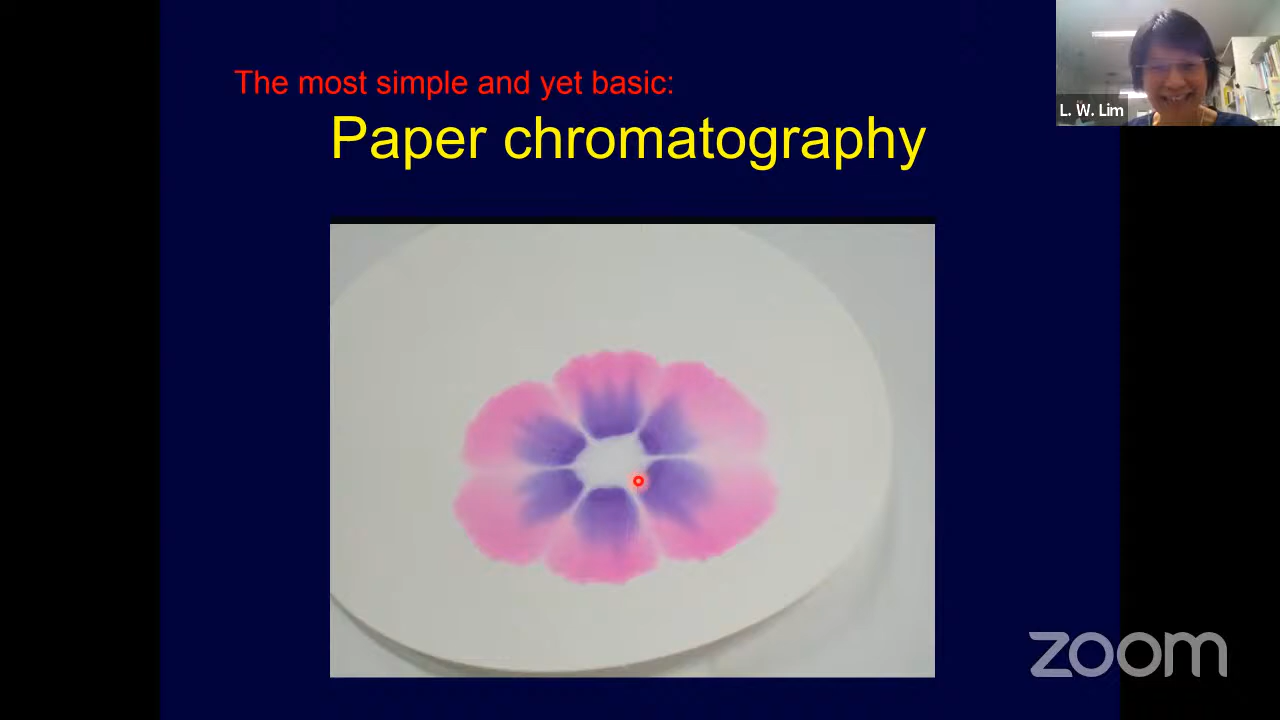 The most simple and yet basic:
Paper chromatography
L. W. Lim
zoom